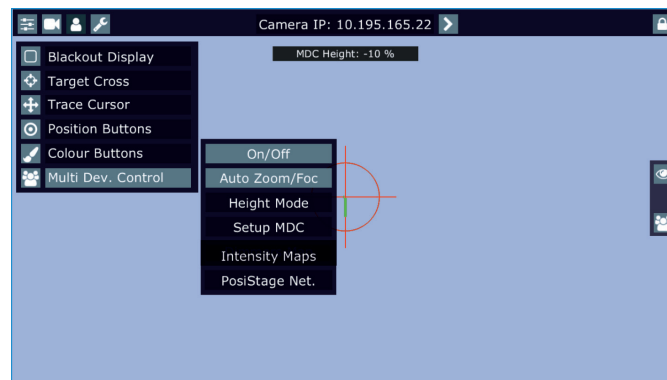 Camera IP: 10.195.165.22
MDC Height: -10 %
Blackout Display
Target Cross
Trace Cursor
Position Buttons
Colour Buttons
Multi Dev. Control
On/Off
Auto Zoom/Foc
Height Mode
Setup MDC
Intensity Maps
PosiStage Net.